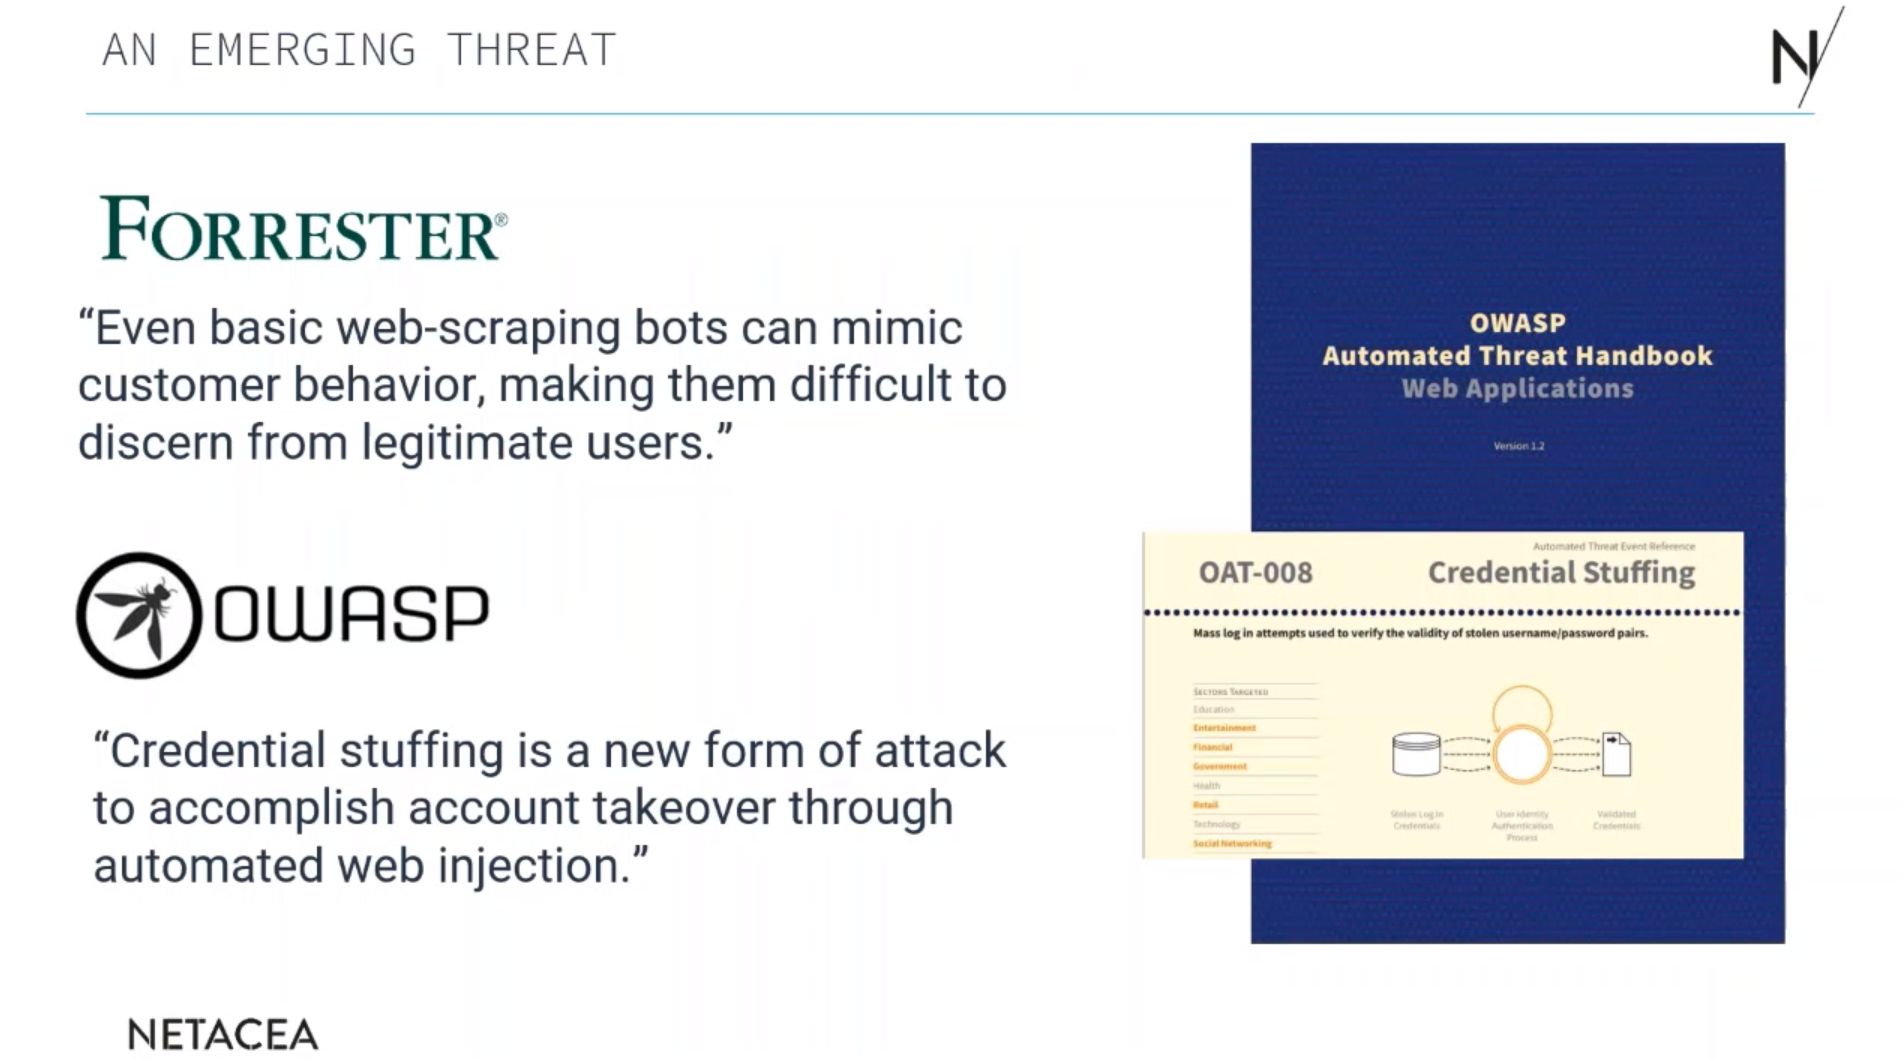 AN EMERGING THREAT
N
FORRESTER®
“Even basic web-scraping bots can mimic
customer behavior, making them difficult to
discern from legitimate users.”
OWASP
“Credential stuffing is a new form of attack
to accomplish account takeover through
automated web injection.”
NETACEA
OWASP
Automated Threat Handbook
Web Applications
Version 1.2
Automated Threat Event Reference
OAT-008 Credential Stuffing
Mass log in attempts used to verify the validity of stolen username/password pairs.
SECTORS TARGETED
Education
Entertainment
Financial
Government
Health
Retail
Technology
Social Networking
Stolen Log In
Credentials
User Identity
Authentication
Process
Validated
Credentials